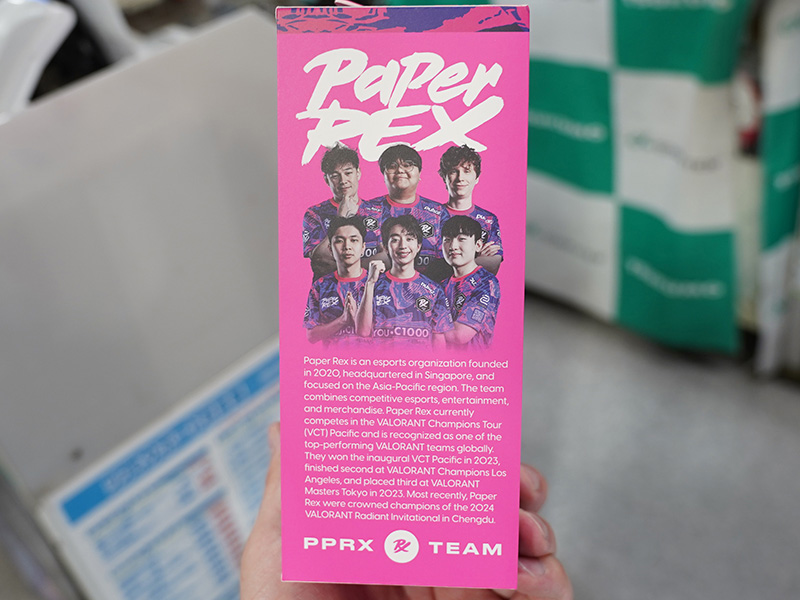 Paper
REX
YOU•C1000
Paper Rex is an esports organization founded
in 2020, headquartered in Singapore, and
focused on the Asia-Pacific region. The team
combines competitive esports, entertainment,
and merchandise. Paper Rex currently
competes in the VALORANT Champions Tour
(VCT) Pacific and is recognized as one of the
top-performing VALORANT teams globally.
They won the inaugural VCT Pacific in 2023,
finished second at VALORANT Champions Los
Angeles, and placed third at VALORANT
Masters Tokyo in 2023. Most recently, Paper
Rex were crowned champions of the 2024
VALORANT Radiant Invitational in Chengdu.
PPRX TEAM